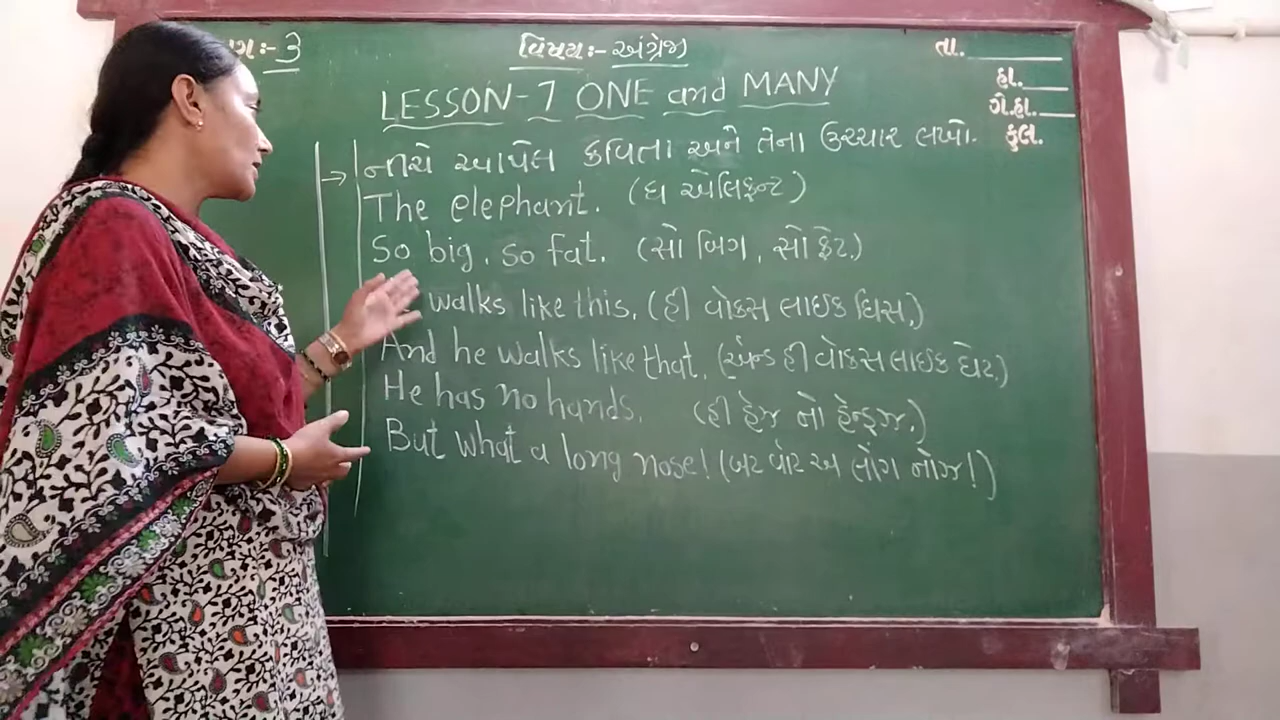 ગ:- 3
વિષય:- અંગ્રેજી
તા.
હા.
ગે.હા.
કુલ.
LESSON-7 ONE and MANY
→ નીચે આપેલ કવિતા અને તેના ઉચ્ચાર લખો.
The elephant. (ધ એલિફન્ટ)
So big, so fat. (સો બિગ, સો ફેટ.)
walks like this. (હી વોકસ લાઇક ધિસ.)
And he walks like that. (એન્ડ હી વોકસ લાઇક ધેટ.)
He has no hands. (હી હેઝ નો હેન્ડ્ઝ.)
But what a long nose! (બટ વોટ અ લોંગ નોઝ!)